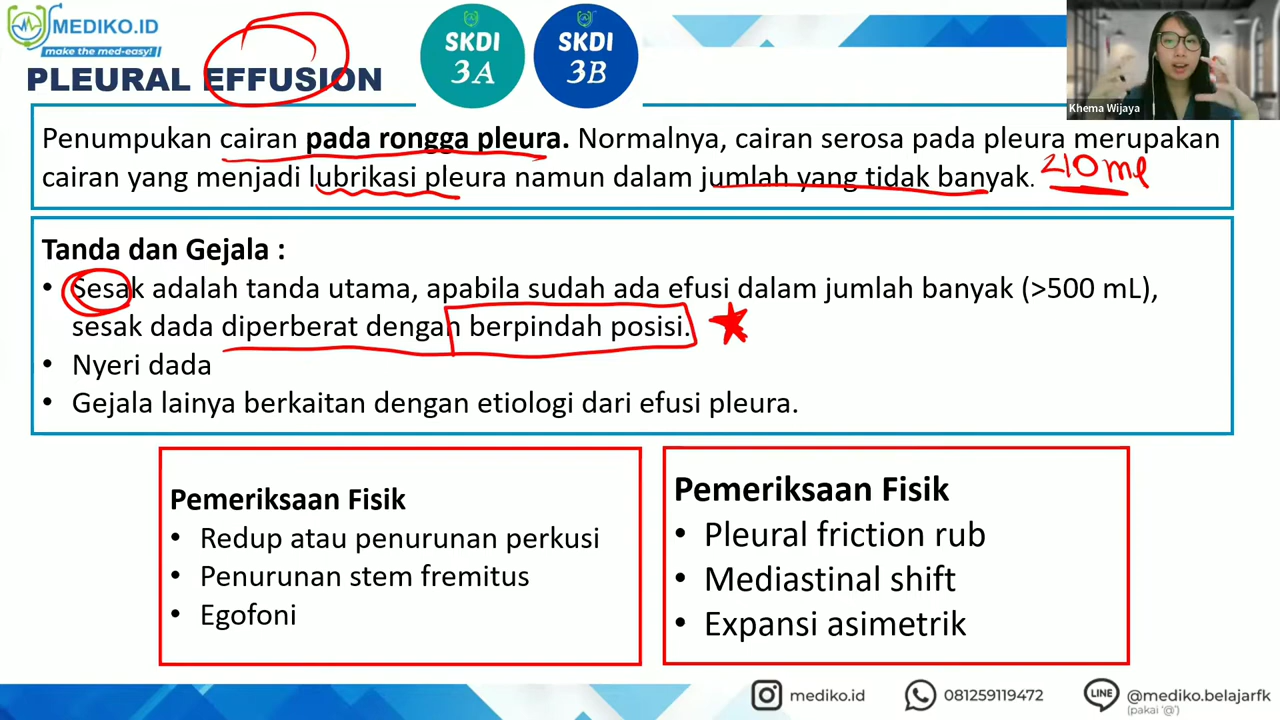 MEDIKO.ID
make the med-easy!
SKDI
3A
SKDI
3B
PLEURAL EFFUSION
Khema Wijaya
Penumpukan cairan pada rongga pleura. Normalnya, cairan serosa pada pleura merupakan
cairan yang menjadi lubrikasi pleura namun dalam jumlah yang tidak banyak.
Tanda dan Gejala :
• Sesak adalah tanda utama, apabila sudah ada efusi dalam jumlah banyak (>500 mL),
sesak dada diperberat dengan berpindah posisi.
• Nyeri dada
• Gejala lainya berkaitan dengan etiologi dari efusi pleura.
Pemeriksaan Fisik
• Redup atau penurunan perkusi
• Penurunan stem fremitus
• Egofoni
Pemeriksaan Fisik
• Pleural friction rub
• Mediastinal shift
• Expansi asimetrik
mediko.id
081259119472
LINE
@mediko.belajarfk
(pakai '@')